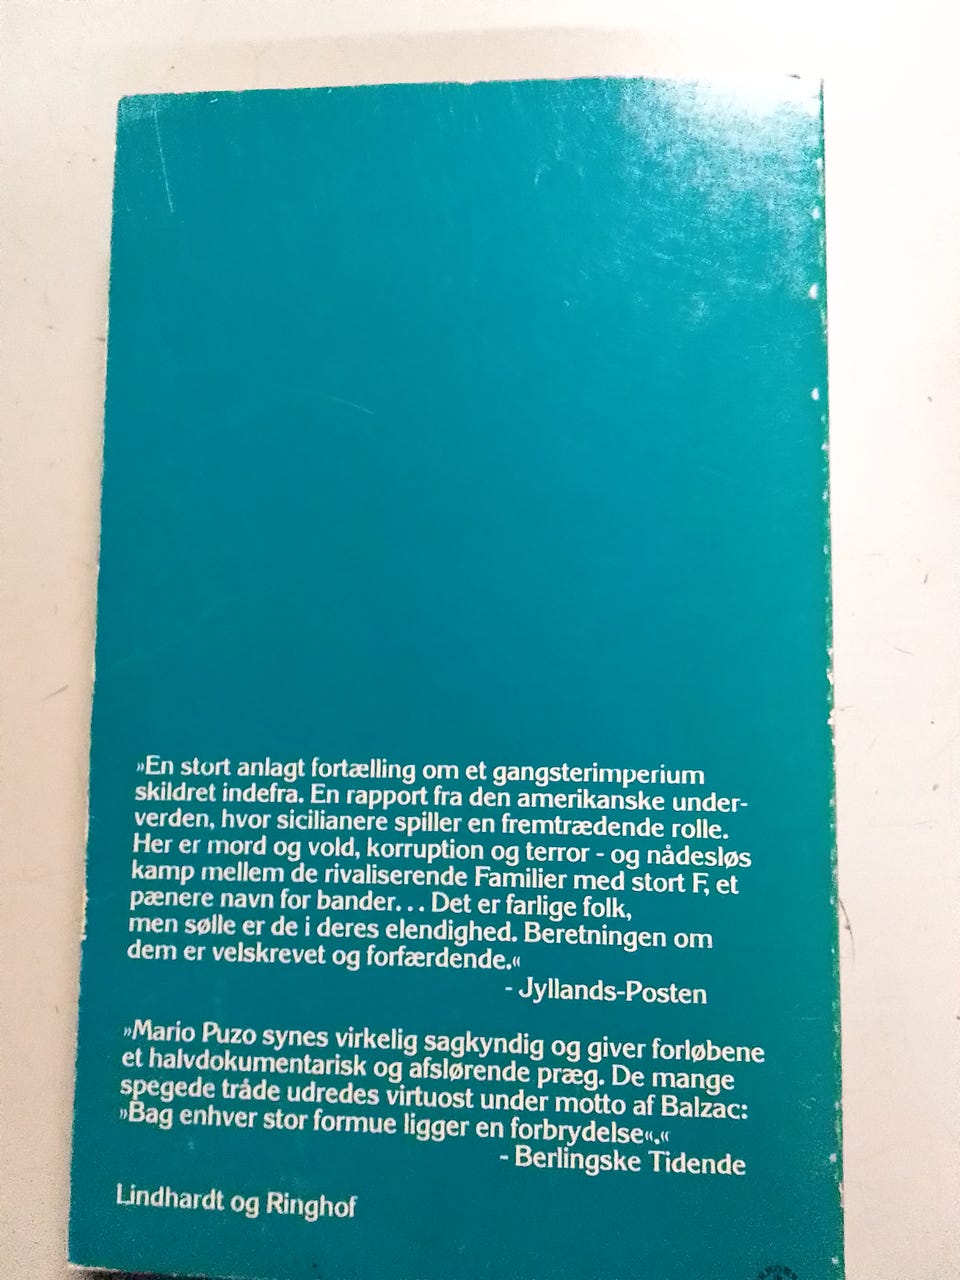 »En stort anlagt fortælling om et gangsterimperium
skildret indefra. En rapport fra den amerikanske under-
verden, hvor sicilianere spiller en fremtrædende rolle.
Her er mord og vold, korruption og terror - og nådesløs
kamp mellem de rivaliserende Familier med stort F, et
pænere navn for bander... Det er farlige folk,
men sølle er de i deres elendighed. Beretningen om
dem er velskrevet og forfærdende.«
- Jyllands-Posten
»Mario Puzo synes virkelig sagkyndig og giver forløbene
et halvdokumentarisk og afslørende præg. De mange
spegede tråde udredes virtuost under motto af Balzac:
»Bag enhver stor formue ligger en forbrydelse«.«
- Berlingske Tidende
Lindhardt og Ringhof